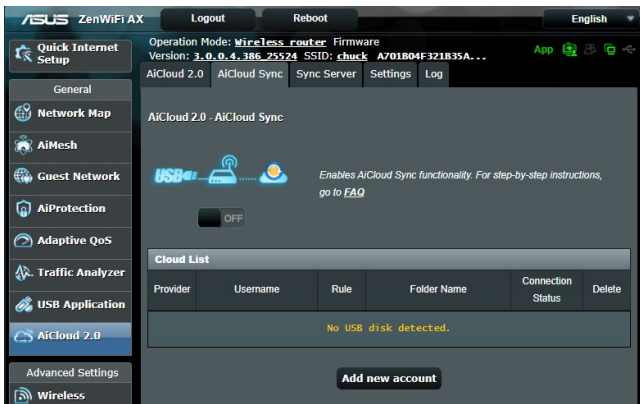 ASUS ZenWiFi AX Logout Reboot English
Quick Internet Setup
Operation Mode: Wireless router Firmware
Version: 3.0.0.4.386_25524 SSID: chuck A701B04F321B35A...
App
AiCloud 2.0 AiCloud Sync Sync Server Settings Log
General
Network Map
AiMesh
Guest Network
AiProtection
Adaptive QoS
Traffic Analyzer
USB Application
AiCloud 2.0
Advanced Settings
Wireless
AiCloud 2.0 - AiCloud Sync
USB
Enables AiCloud Sync functionality. For step-by-step instructions,
go to FAQ
OFF
Cloud List
Provider Username Rule Folder Name Connection Status Delete
No USB disk detected.
Add new account